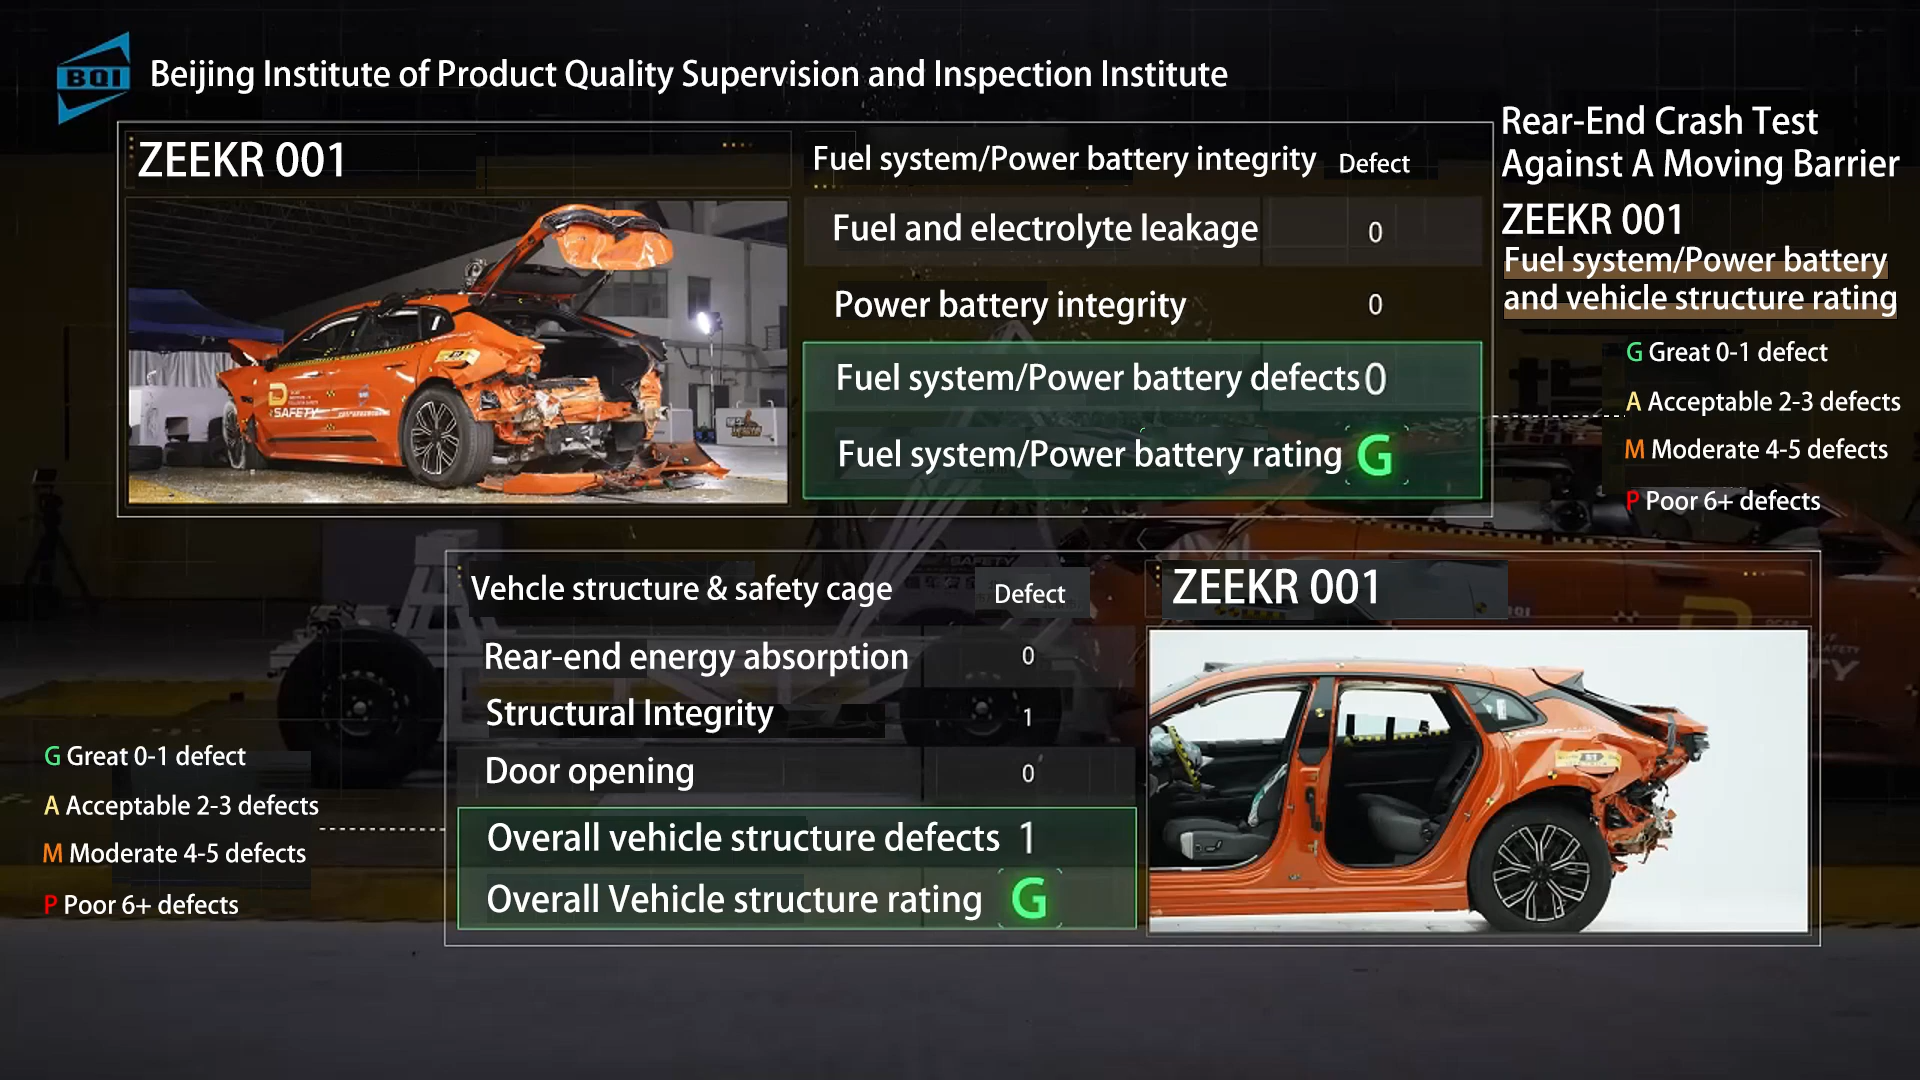 BQI
Beijing Institute of Product Quality Supervision and Inspection Institute
ZEEKR 001
SAFETY
Fuel system/Power battery integrity Defect
Fuel and electrolyte leakage 0
Power battery integrity 0
Fuel system/Power battery defects 0
Fuel system/Power battery rating G
Rear-End Crash Test
Against A Moving Barrier
ZEEKR 001
Fuel system/Power battery
and vehicle structure rating
G Great 0-1 defect
A Acceptable 2-3 defects
M Moderate 4-5 defects
P Poor 6+ defects
Vehcle structure & safety cage Defect
Rear-end energy absorption 0
Structural Integrity 1
Door opening 0
Overall vehicle structure defects 1
Overall Vehicle structure rating G
ZEEKR 001
G Great 0-1 defect
A Acceptable 2-3 defects
M Moderate 4-5 defects
P Poor 6+ defects